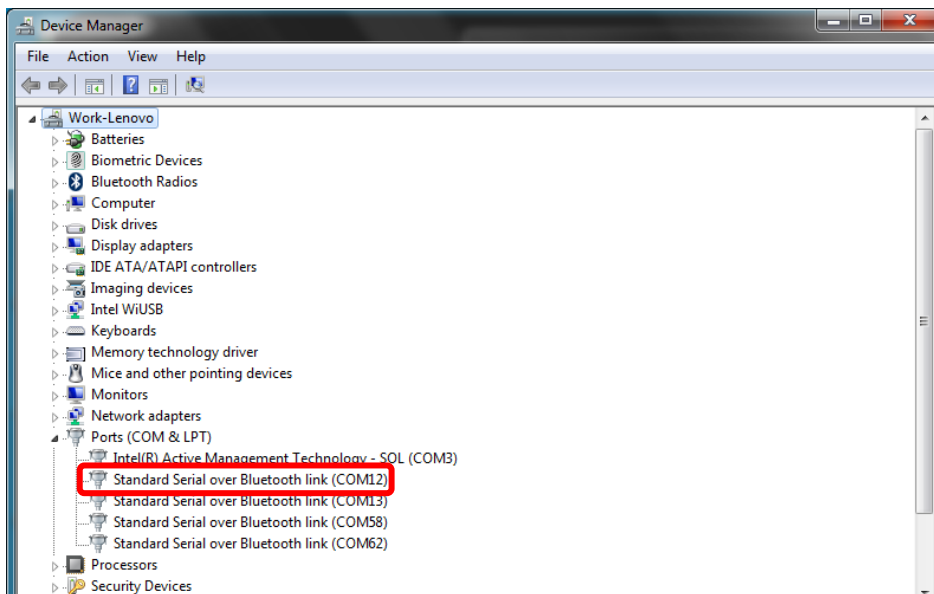 Device Manager
File Action View Help
Work-Lenovo
Batteries
Biometric Devices
Bluetooth Radios
Computer
Disk drives
Display adapters
IDE ATA/ATAPI controllers
Imaging devices
Intel WiUSB
Keyboards
Memory technology driver
Mice and other pointing devices
Monitors
Network adapters
Ports (COM & LPT)
Intel(R) Active Management Technology - SOL (COM3)
Standard Serial over Bluetooth link (COM12)
Standard Serial over Bluetooth link (COM13)
Standard Serial over Bluetooth link (COM58)
Standard Serial over Bluetooth link (COM62)
Processors
Security Devices